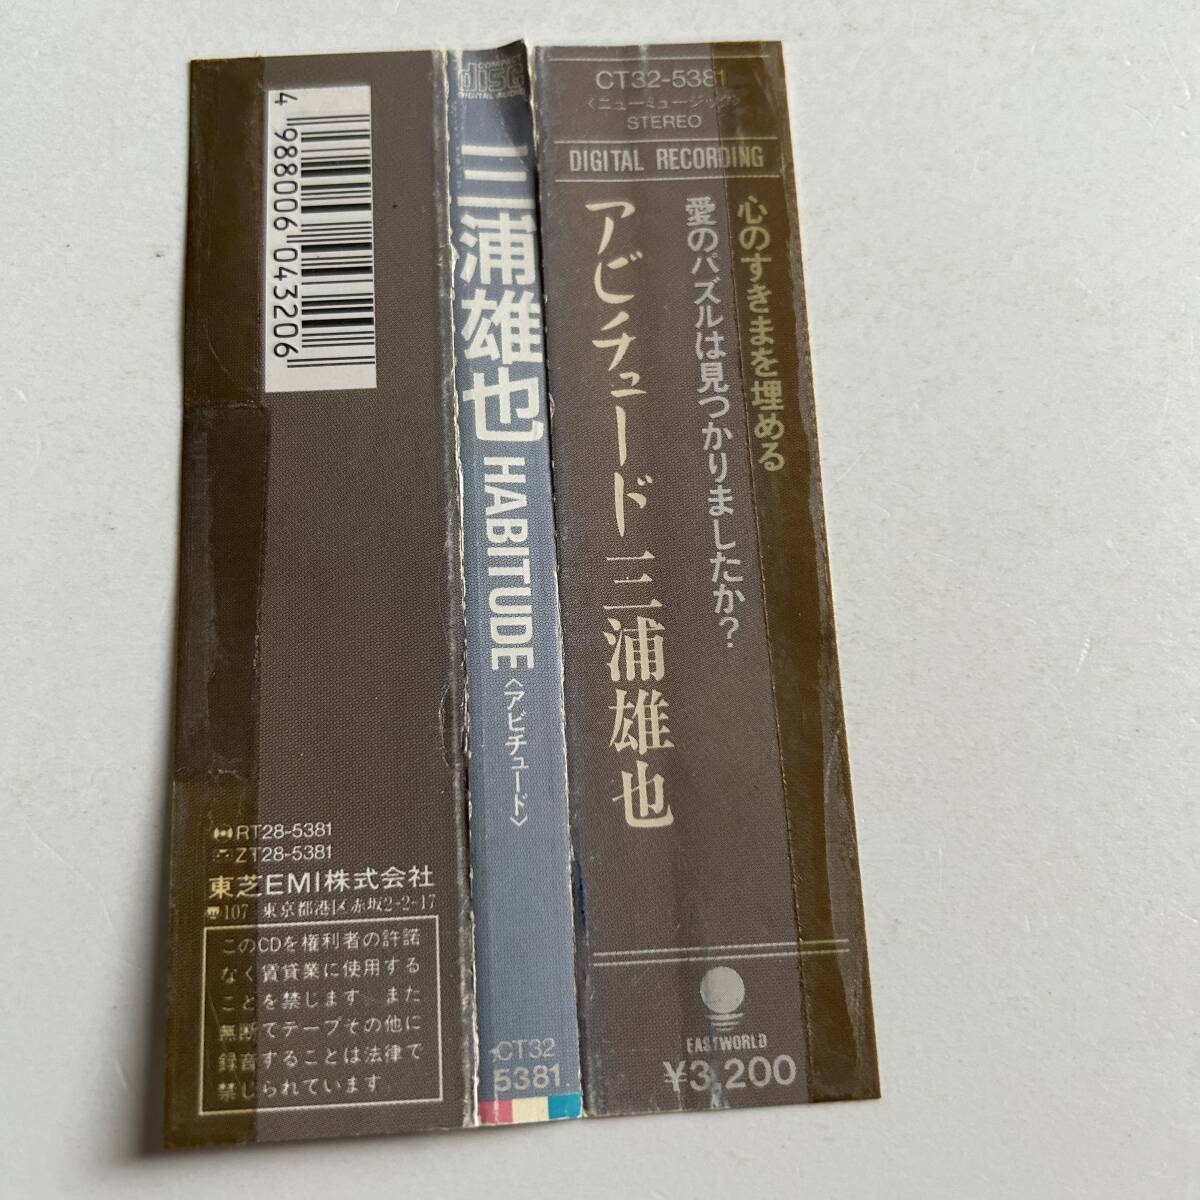 CT32-5381
〈ニューミュージック〉
STEREO
DIGITAL RECORDING
心のすきまを埋める
愛のパズルは見つかりましたか?
アビチュード 三浦雄也
EASTWORLD
¥3,200
COMPACT
disc
DIGITAL AUDIO
三浦雄也 HABITUDE〈アビチュード〉
CT32
5381
4 988006 043206
RT28-5381
ZT28-5381
東芝EMI株式会社
〒107 東京都港区赤坂2-2-17
このCDを権利者の許諾
なく賃貸業に使用する
ことを禁じます。また
無断でテープその他に
録音することは法律で
禁じられています。